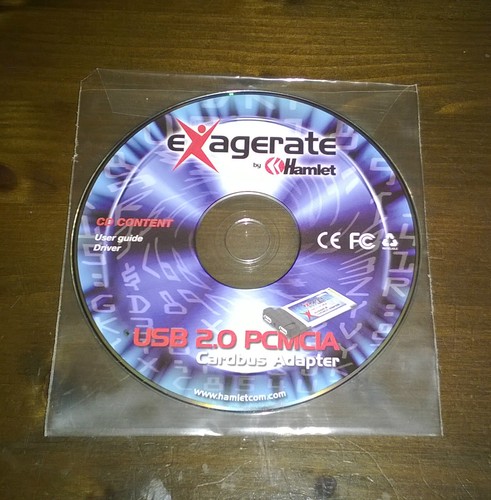 eXagerate
by Hamlet
CD CONTENT
User guide
Driver
CE FC
USB 2.0 PCMCIA
Cardbus Adapter
www.hamletcom.com